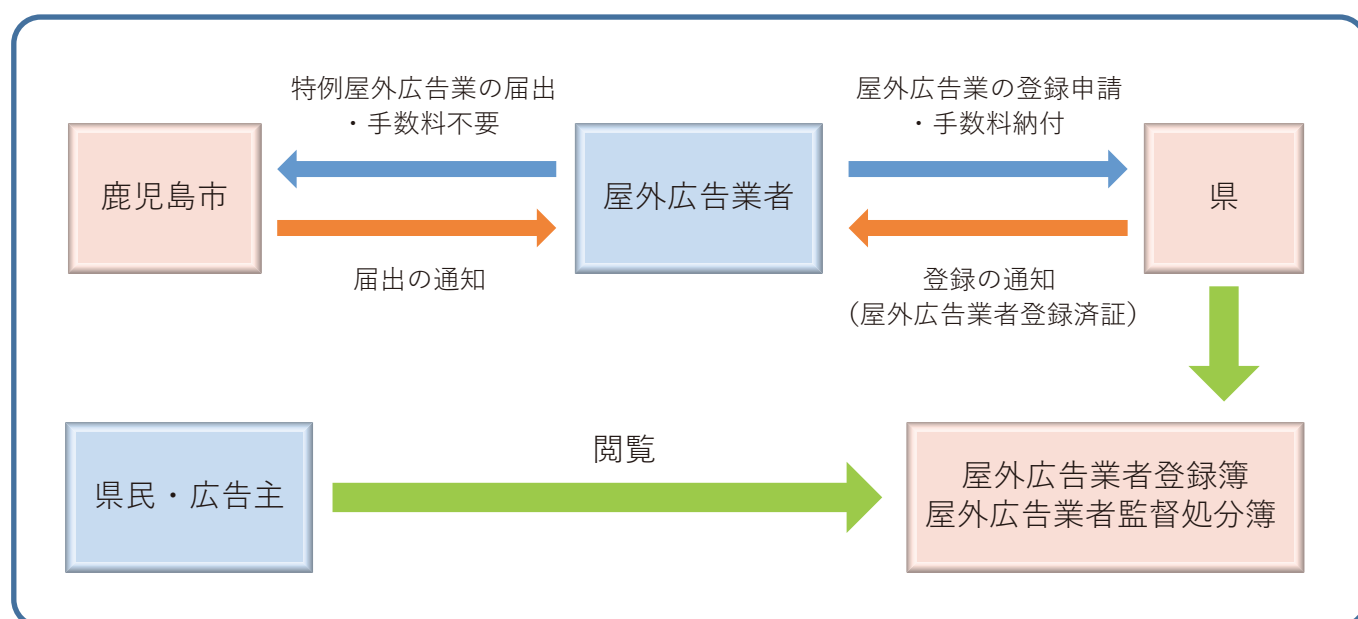 特例屋外広告業の届出
・手数料不要
屋外広告業の登録申請
・手数料納付
鹿児島市
屋外広告業者
県
届出の通知
登録の通知
（屋外広告業者登録済証）
閲覧
県民・広告主
屋外広告業者登録簿
屋外広告業者監督処分簿